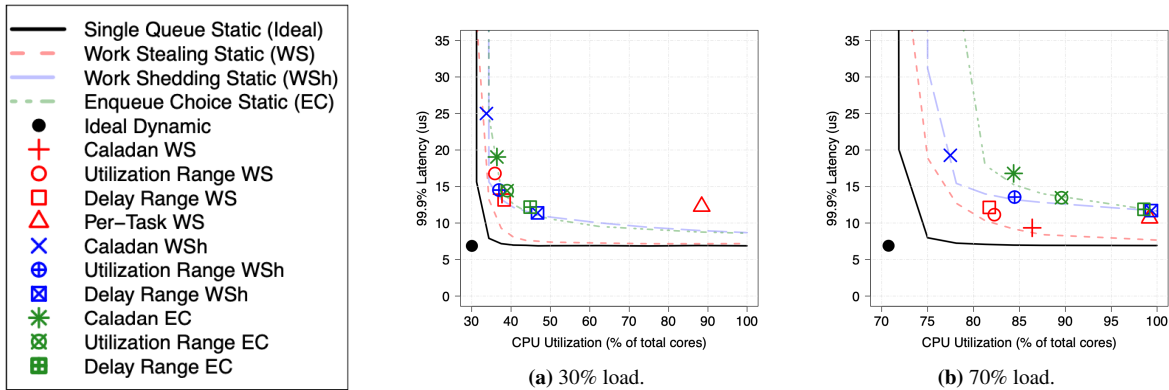 Single Queue Static (Ideal)
Work Stealing Static (WS)
Work Shedding Static (WSh)
Enqueue Choice Static (EC)
Ideal Dynamic
Caladan WS
Utilization Range WS
Delay Range WS
Per−Task WS
Caladan WSh
Utilization Range WSh
Delay Range WSh
Caladan EC
Utilization Range EC
Delay Range EC
99.9% Latency (us)
35
30
25
20
15
10
5
0
30 40 50 60 70 80 90 100
CPU Utilization (% of total cores)
(a) 30% load.
99.9% Latency (us)
35
30
25
20
15
10
5
0
70 75 80 85 90 95 100
CPU Utilization (% of total cores)
(b) 70% load.